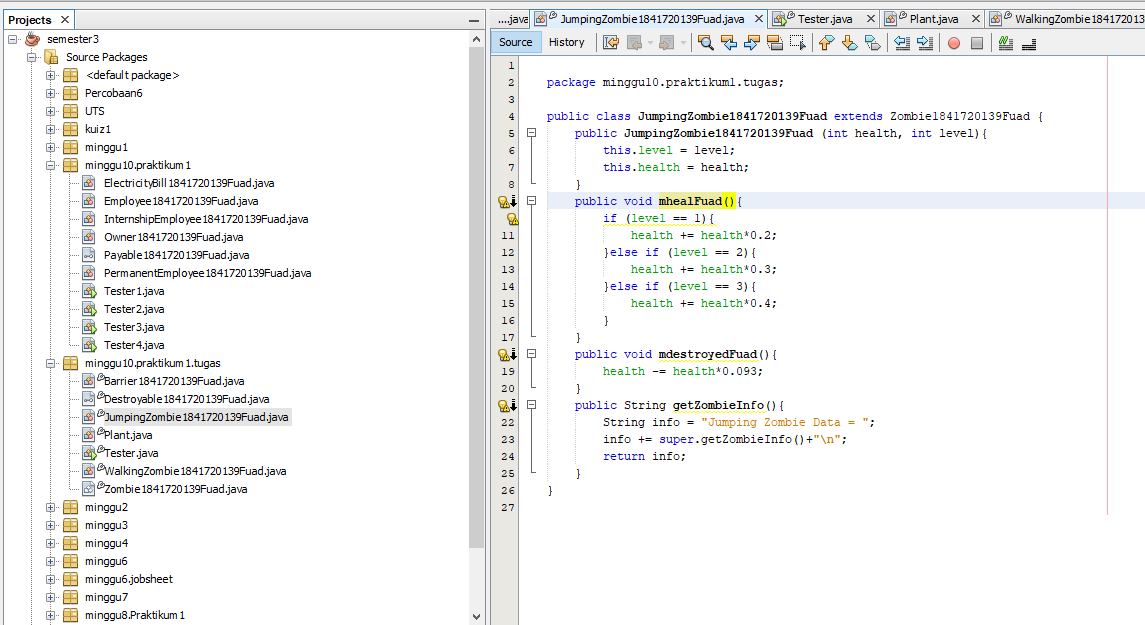 Projects
semester3
Source Packages
<default package>
Percobaan6
UTS
kuiz1
minggu1
minggu10.praktikum1
ElectricityBill1841720139Fuad.java
Employee1841720139Fuad.java
InternshipEmployee1841720139Fuad.java
Owner1841720139Fuad.java
Payable1841720139Fuad.java
PermanentEmployee1841720139Fuad.java
Tester1.java
Tester2.java
Tester3.java
Tester4.java
minggu10.praktikum1.tugas
Barrier1841720139Fuad.java
Destroyable1841720139Fuad.java
JumpingZombie1841720139Fuad.java
Plant.java
Tester.java
WalkingZombie1841720139Fuad.java
Zombie1841720139Fuad.java
minggu2
minggu3
minggu4
minggu6
minggu6.jobsheet
minggu7
minggu8.Praktikum1
....java JumpingZombie1841720139Fuad.java Tester.java Plant.java WalkingZombie1841720139
Source History
1
2 package minggu10.praktikum1.tugas;
3
4 public class JumpingZombie1841720139Fuad extends Zombie1841720139Fuad {
5 public JumpingZombie1841720139Fuad (int health, int level){
6 this.level = level;
7 this.health = health;
8 }
public void mhealFuad(){
if (level == 1){
11 health += health*0.2;
12 }else if (level == 2){
13 health += health*0.3;
14 }else if (level == 3){
15 health += health*0.4;
16 }
17 }
public void mdestroyedFuad(){
19 health -= health*0.093;
20 }
public String getZombieInfo(){
22 String info = "Jumping Zombie Data = ";
23 info += super.getZombieInfo()+"\n";
24 return info;
25 }
26 }
27